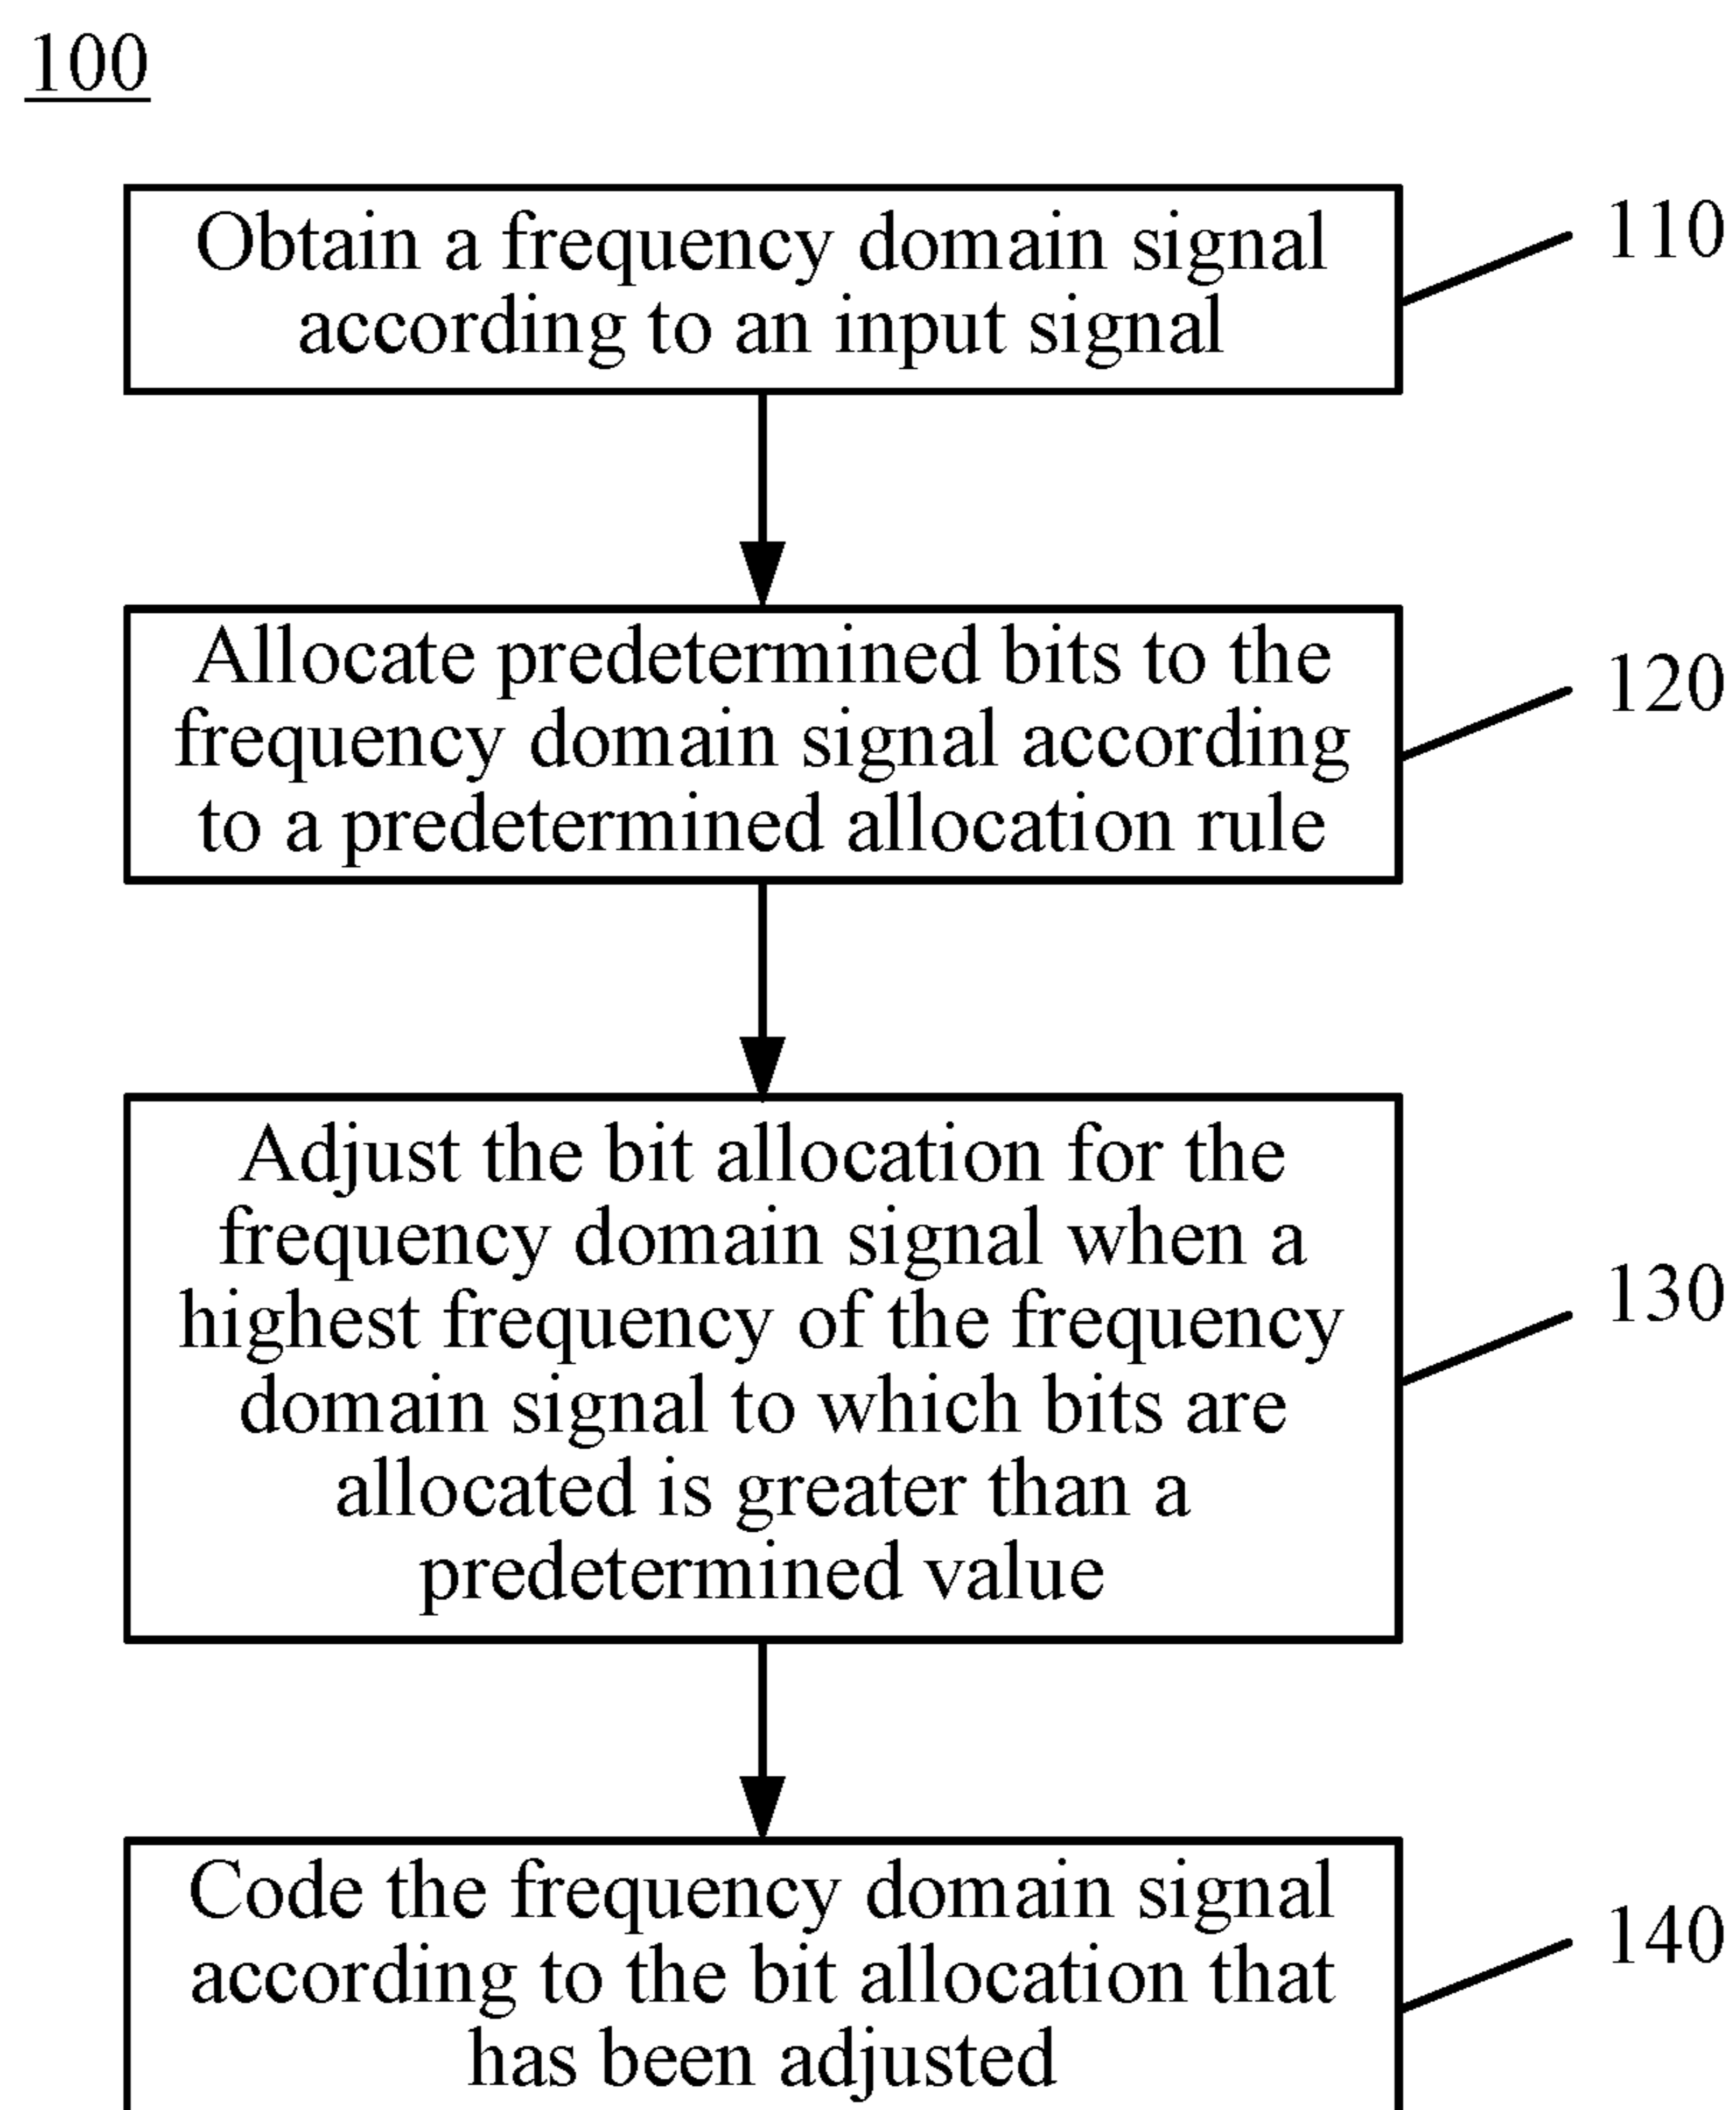 100
Obtain a frequency domain signal
according to an input signal
110
Allocate predetermined bits to the
frequency domain signal according
to a predetermined allocation rule
120
Adjust the bit allocation for the
frequency domain signal when a
highest frequency of the frequency
domain signal to which bits are
allocated is greater than a
predetermined value
130
Code the frequency domain signal
according to the bit allocation that
has been adjusted
140